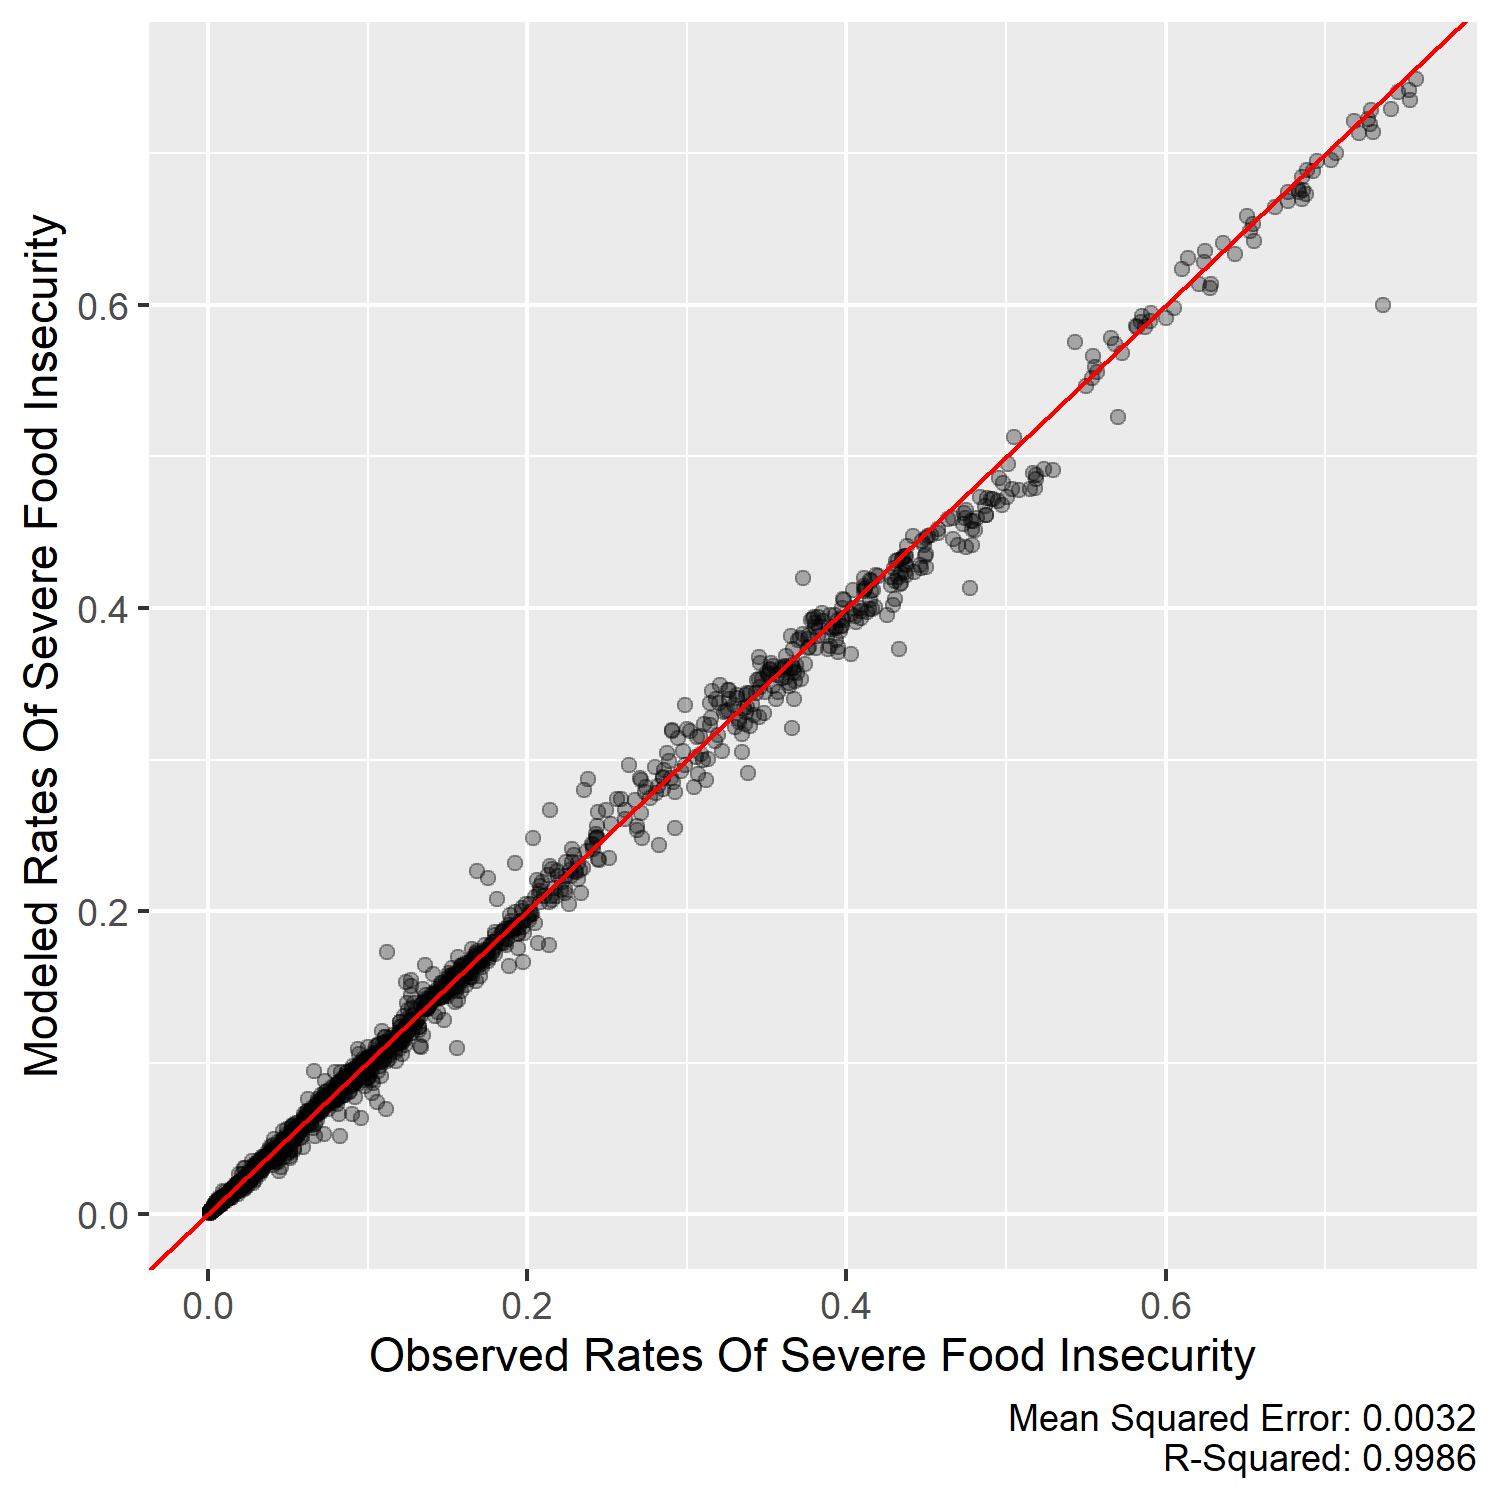 Modeled Rates Of Severe Food Insecurity
0.6
0.4
0.2
0.0
0.0 0.2 0.4 0.6
Observed Rates Of Severe Food Insecurity
Mean Squared Error: 0.0032
R-Squared: 0.9986